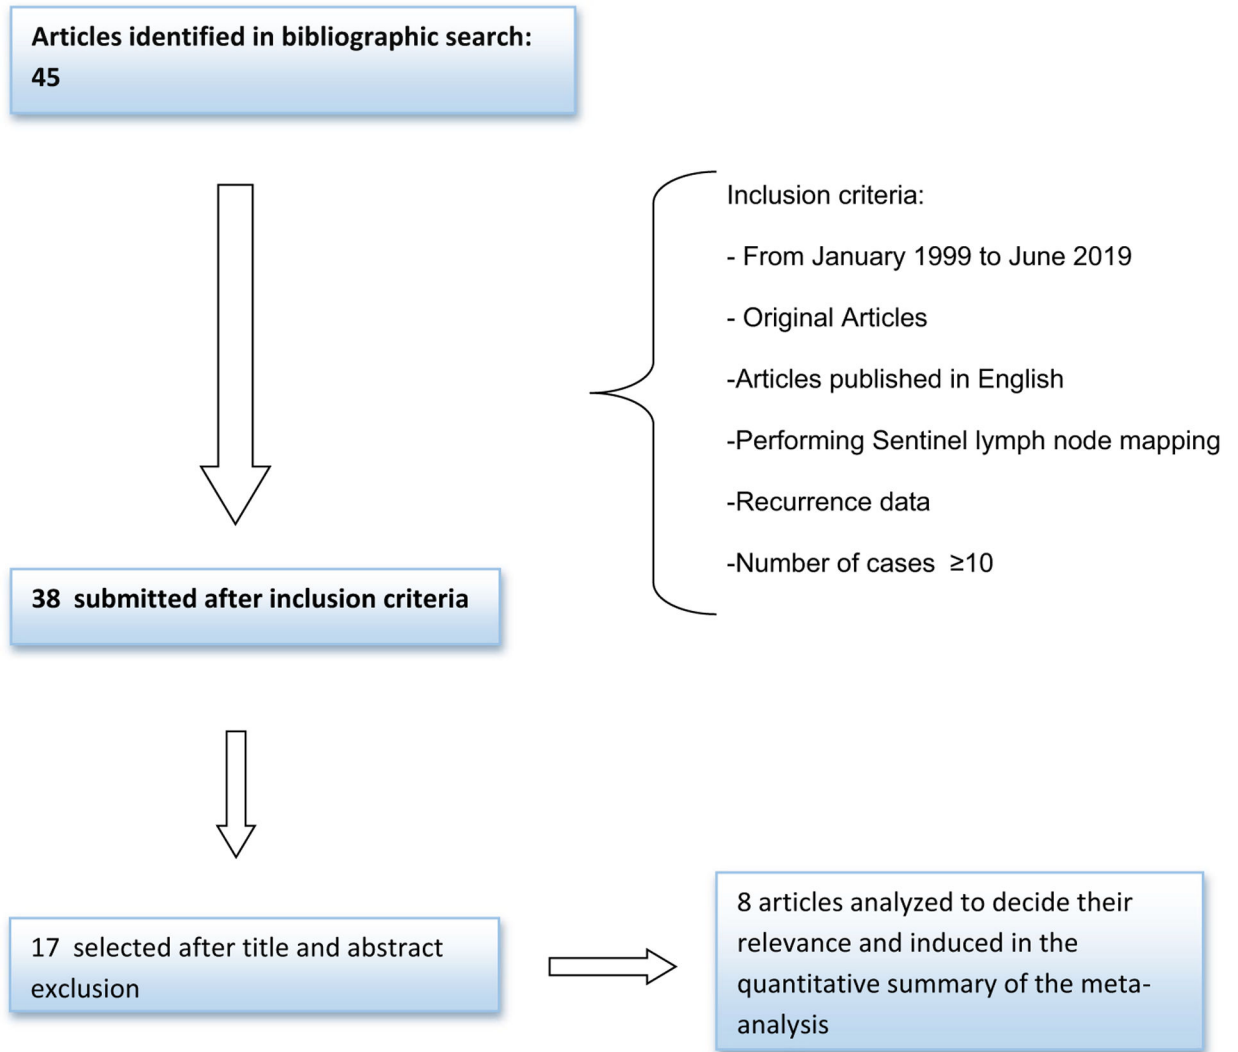 Articles identified in bibliographic search:
45
Inclusion criteria:
- From January 1999 to June 2019
- Original Articles
-Articles published in English
-Performing Sentinel lymph node mapping
-Recurrence data
-Number of cases ≥10
38 submitted after inclusion criteria
17 selected after title and abstract
exclusion
8 articles analyzed to decide their
relevance and induced in the
quantitative summary of the meta-
analysis